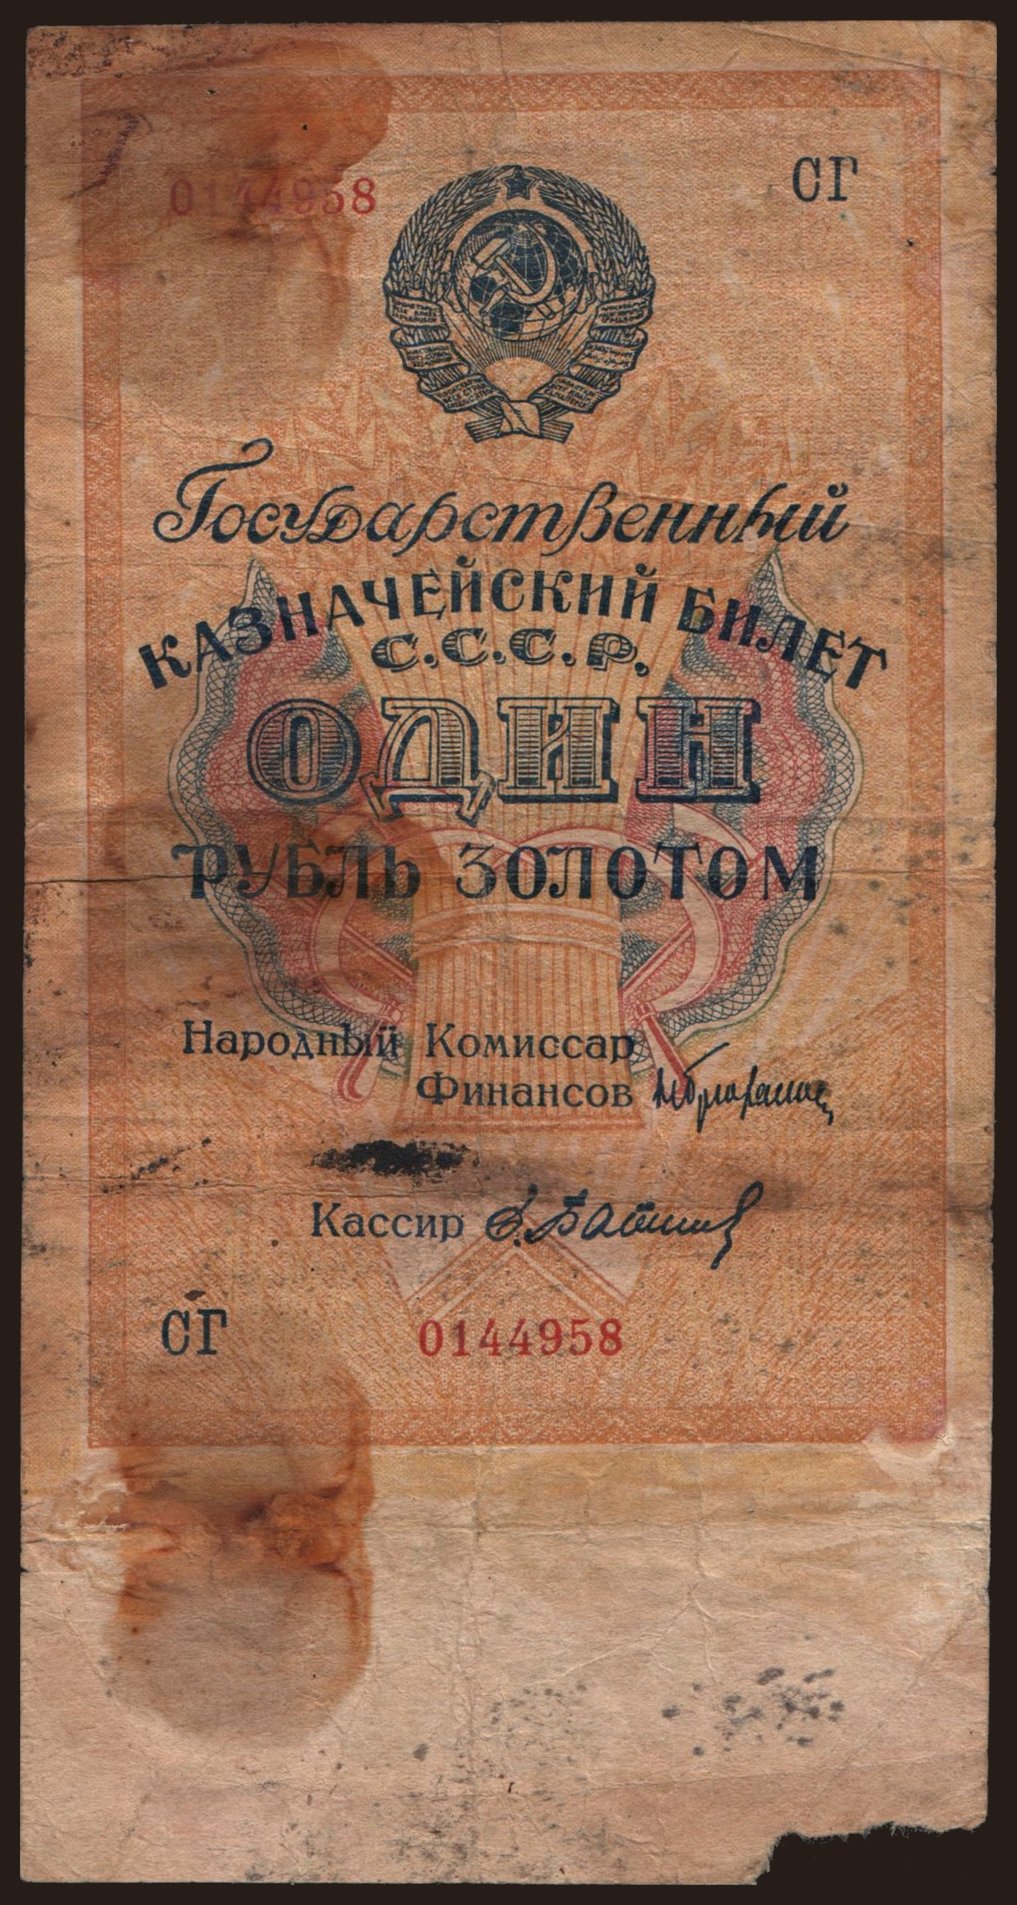 0144958 СГ
Государственный
КАЗНАЧЕЙСКИЙ БИЛЕТ
С.С.С.Р.
ОДИН
РУБЛЬ ЗОЛОТОМ
Народный Комиссар
Финансов
Кассир
СГ 0144958